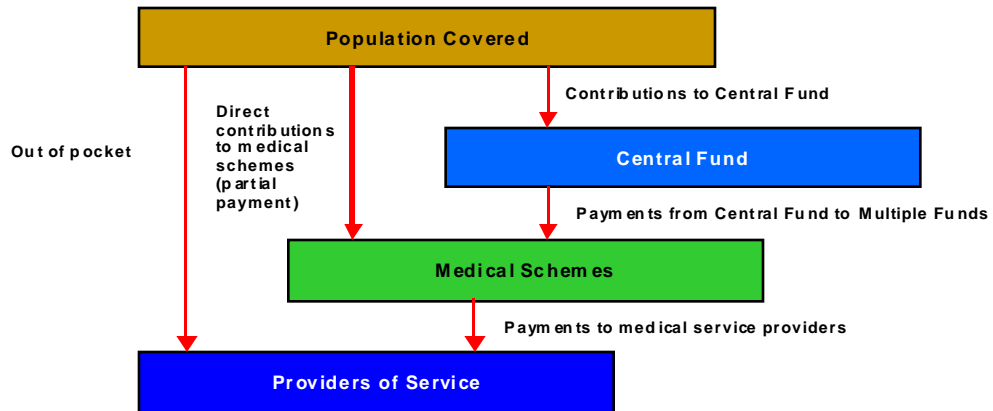 Population Covered
Contributions to Central Fund
Direct
contributions
to medical
schemes
(partial
payment)
Out of pocket
Central Fund
Payments from Central Fund to Multiple Funds
Medical Schemes
Payments to medical service providers
Providers of Service